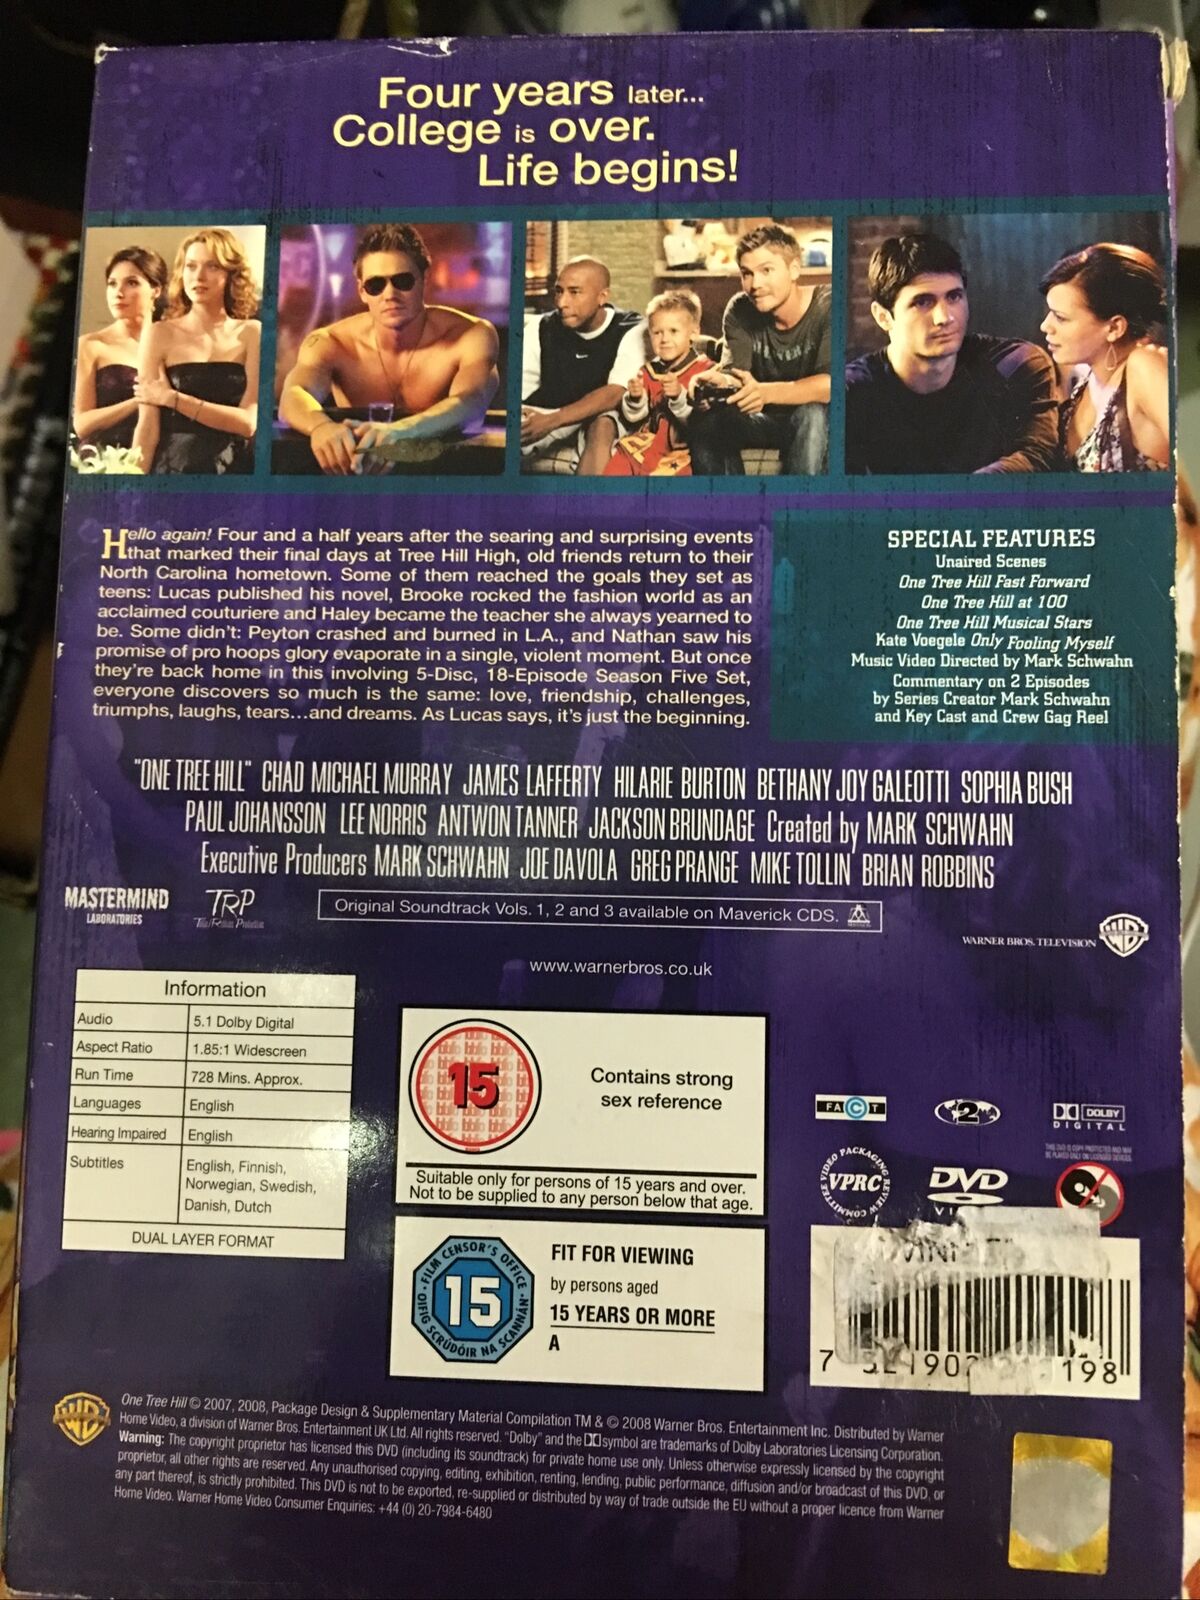 Four years later...
College is over.
Life begins!
Hello again! Four and a half years after the searing and surprising events
that marked their final days at Tree Hill High, old friends return to their
North Carolina hometown. Some of them reached the goals they set as
teens: Lucas published his novel, Brooke rocked the fashion world as an
acclaimed couturiere and Haley became the teacher she always yearned to
be. Some didn't: Peyton crashed and burned in L.A., and Nathan saw his
promise of pro hoops glory evaporate in a single, violent moment. But once
they're back home in this involving 5-Disc, 18-Episode Season Five Set,
everyone discovers so much is the same: love, friendship, challenges,
triumphs, laughs, tears...and dreams. As Lucas says, it's just the beginning.
SPECIAL FEATURES
Unaired Scenes
One Tree Hill Fast Forward
One Tree Hill at 100
One Tree Hill Musical Stars
Kate Voegele Only Fooling Myself
Music Video Directed by Mark Schwahn
Commentary on 2 Episodes
by Series Creator Mark Schwahn
and Key Cast and Crew Gag Reel
"ONE TREE HILL" CHAD MICHAEL MURRAY JAMES LAFFERTY HILARIE BURTON BETHANY JOY GALEOTTI SOPHIA BUSH
PAUL JOHANSSON LEE NORRIS ANTWON TANNER JACKSON BRUNDAGE Created by MARK SCHWAHN
Executive Producers MARK SCHWAHN JOE DAVOLA GREG PRANGE MIKE TOLLIN BRIAN ROBBINS
MASTERMIND
LABORATORIES
TRP
Original Soundtrack Vols. 1, 2 and 3 available on Maverick CDS.
WARNER BROS. TELEVISION
www.warnerbros.co.uk
Information
Audio 5.1 Dolby Digital
Aspect Ratio 1.85:1 Widescreen
Run Time 728 Mins. Approx.
Languages English
Hearing Impaired English
Subtitles English, Finnish,
Norwegian, Swedish,
Danish, Dutch
DUAL LAYER FORMAT
15
Contains strong
sex reference
Suitable only for persons of 15 years and over.
Not to be supplied to any person below that age.
FILM CENSOR'S OFFICE
15
OIFIG SCRÚDÓIR NA SCANNÁN
FIT FOR VIEWING
by persons aged
15 YEARS OR MORE
A
FACT
2
DOLBY
DIGITAL
THIS DVD IS COPY PROTECTED AND MAY
BE PLAYED ONLY ON LICENSED DEVICES.
VIDEO PACKAGING REVIEW COMMITTEE
VPRC
DVD
7
198
One Tree Hill © 2007, 2008, Package Design & Supplementary Material Compilation TM & © 2008 Warner Bros. Entertainment Inc. Distributed by Warner
Home Video, a division of Warner Bros. Entertainment UK Ltd. All rights reserved. "Dolby" and the symbol are trademarks of Dolby Laboratories Licensing Corporation.
Warning: The copyright proprietor has licensed this DVD (including its soundtrack) for private home use only. Unless otherwise expressly licensed by the copyright
proprietor, all other rights are reserved. Any unauthorised copying, editing, exhibition, renting, lending, public performance, diffusion and/or broadcast of this DVD, or
any part thereof, is strictly prohibited. This DVD is not to be exported, re-supplied or distributed by way of trade outside the EU without a proper licence from Warner
Home Video. Warner Home Video Consumer Enquiries: +44 (0) 20-7984-6480